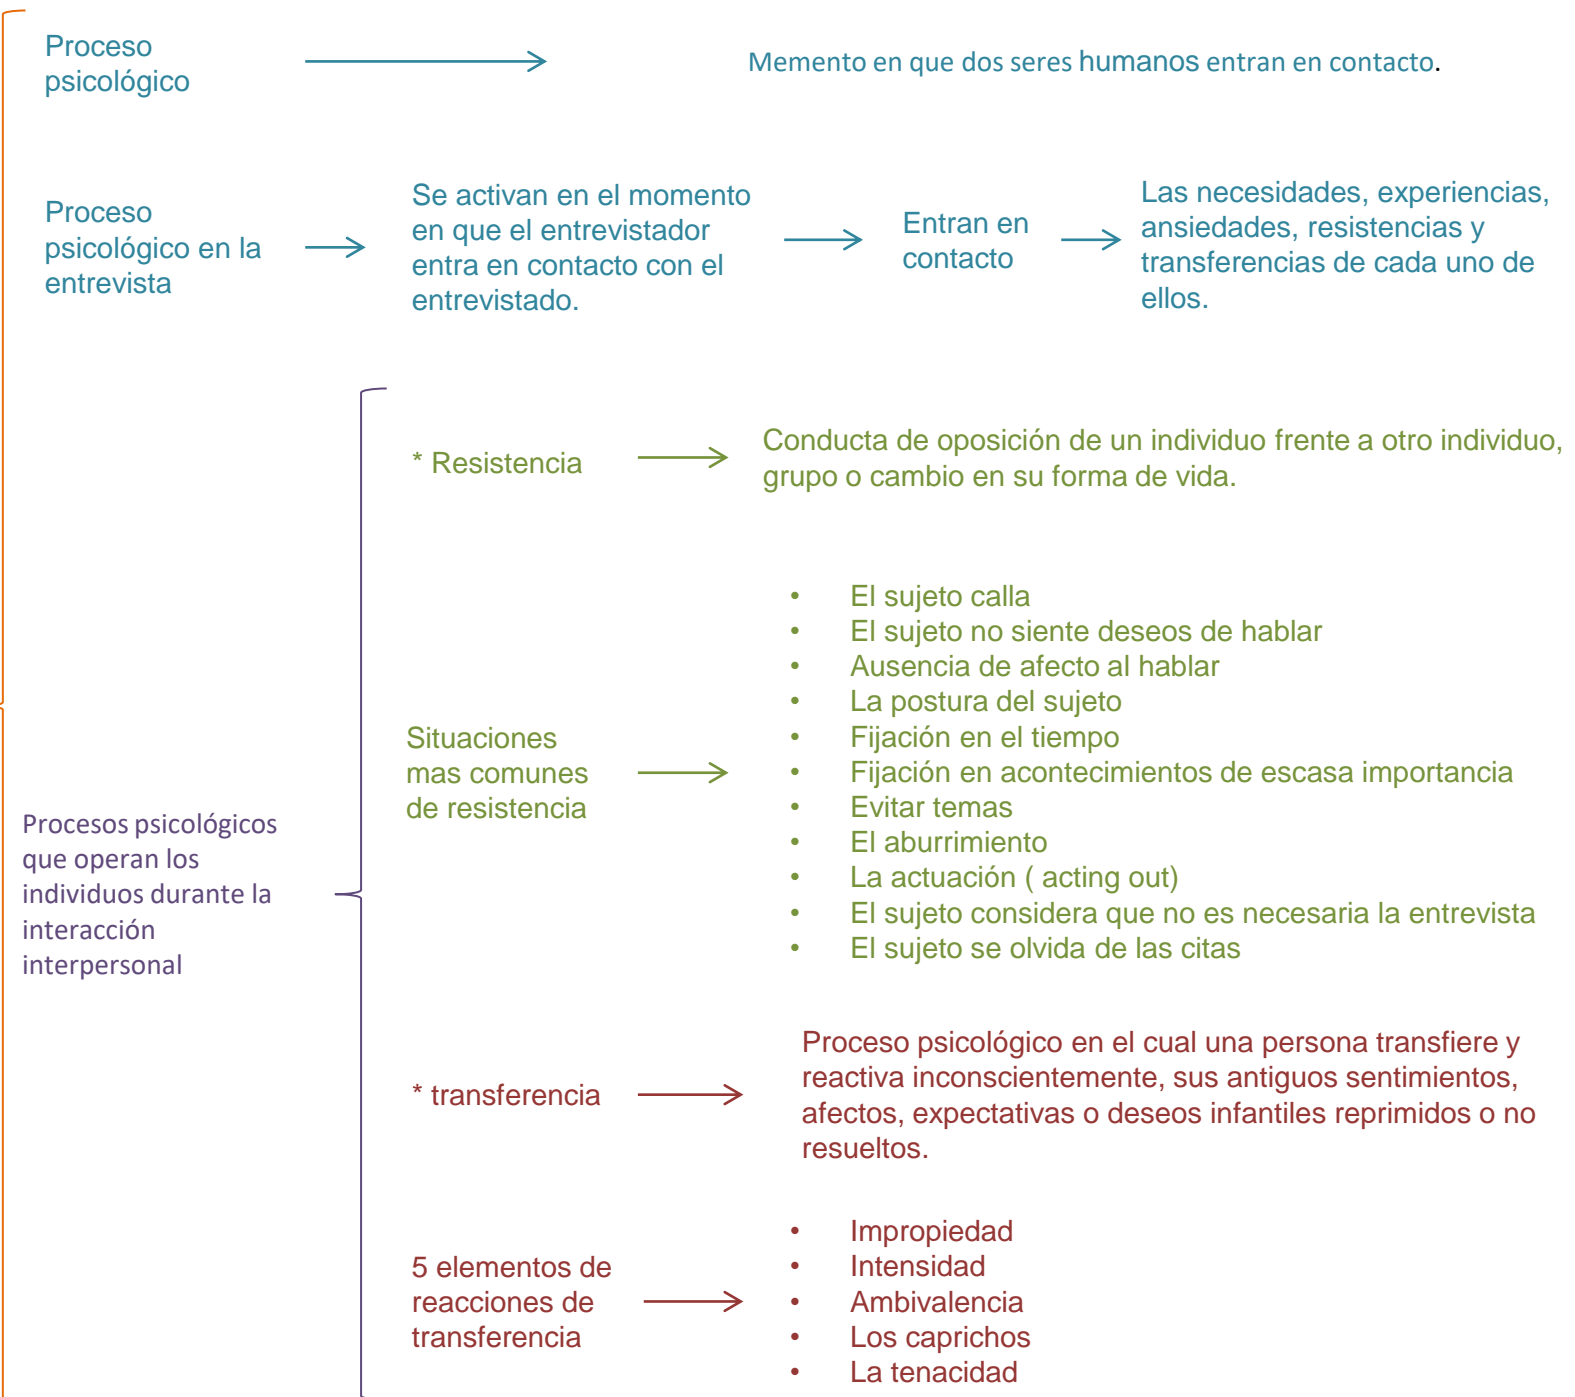 Proceso
psicológico
Memento en que dos seres humanos entran en contacto.
Proceso
psicológico en la
entrevista
Se activan en el momento
en que el entrevistador
entra en contacto con el
entrevistado.
Entran en
contacto
Las necesidades, experiencias,
ansiedades, resistencias y
transferencias de cada uno de
ellos.
Procesos psicológicos
que operan los
individuos durante la
interacción
interpersonal
* Resistencia
Conducta de oposición de un individuo frente a otro individuo,
grupo o cambio en su forma de vida.
Situaciones
mas comunes
de resistencia
• El sujeto calla
• El sujeto no siente deseos de hablar
• Ausencia de afecto al hablar
• La postura del sujeto
• Fijación en el tiempo
• Fijación en acontecimientos de escasa importancia
• Evitar temas
• El aburrimiento
• La actuación ( acting out)
• El sujeto considera que no es necesaria la entrevista
• El sujeto se olvida de las citas
* transferencia
Proceso psicológico en el cual una persona transfiere y
reactiva inconscientemente, sus antiguos sentimientos,
afectos, expectativas o deseos infantiles reprimidos o no
resueltos.
5 elementos de
reacciones de
transferencia
• Impropiedad
• Intensidad
• Ambivalencia
• Los caprichos
• La tenacidad